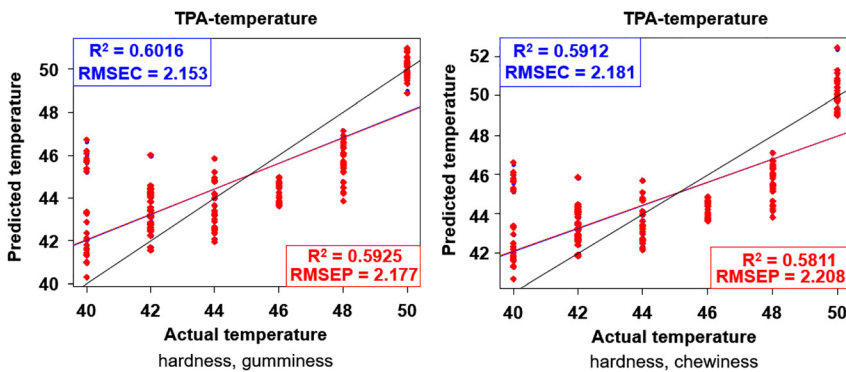 TPA-temperature
R² = 0.6016
RMSEC = 2.153
Predicted temperature
50
48
46
44
42
40
R² = 0.5925
RMSEP = 2.177
40 42 44 46 48 50
Actual temperature
hardness, gumminess
TPA-temperature
R² = 0.5912
RMSEC = 2.181
Predicted temperature
52
50
48
46
44
42
R² = 0.5811
RMSEP = 2.208
40 42 44 46 48 50
Actual temperature
hardness, chewiness